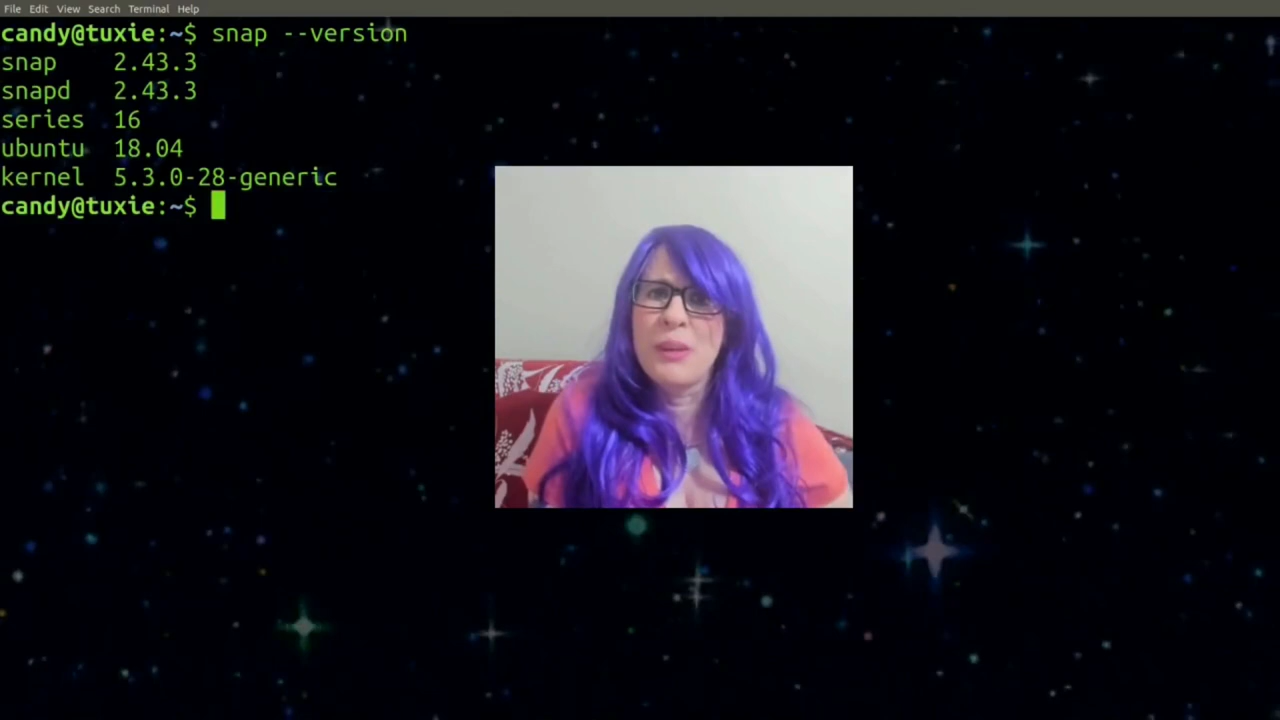 File Edit View Search Terminal Help
candy@tuxie:~$ snap --version
snap 2.43.3
snapd 2.43.3
series 16
ubuntu 18.04
kernel 5.3.0-28-generic
candy@tuxie:~$